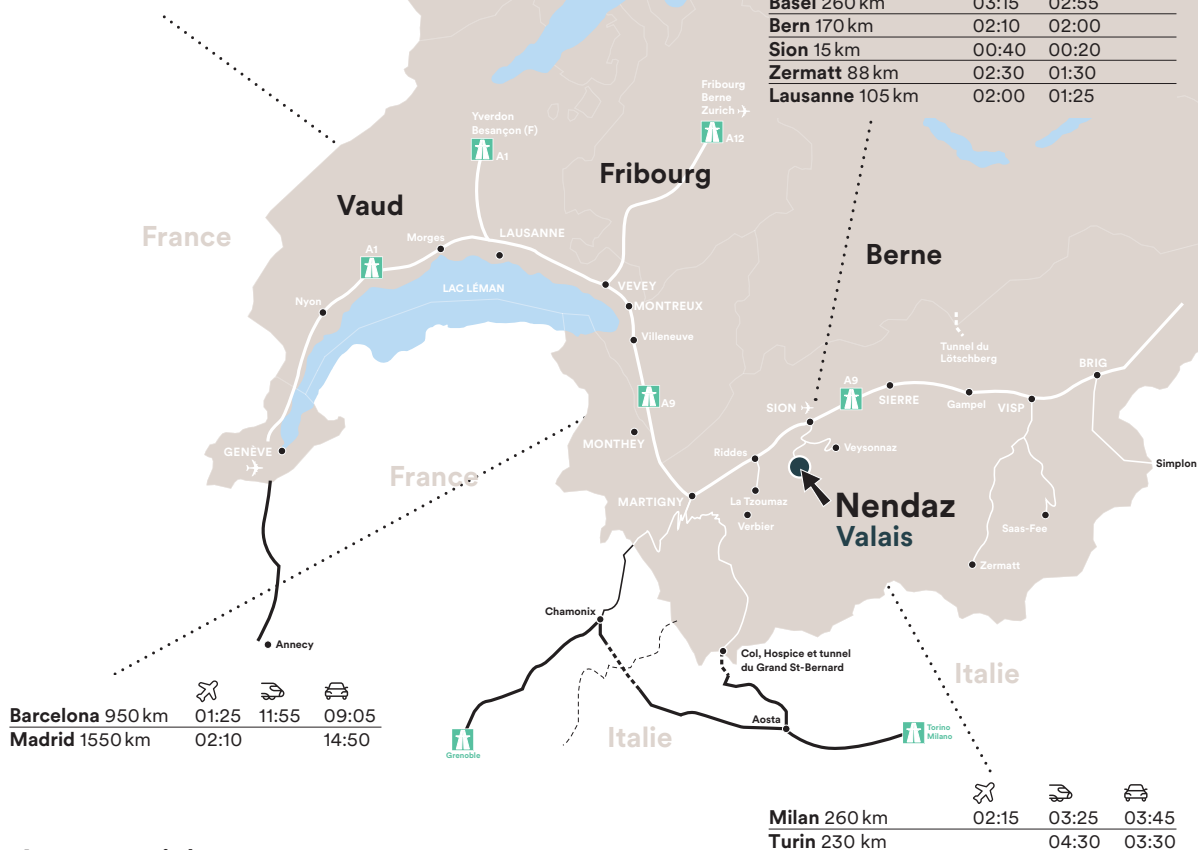 Basel 260 km 03:15 02:55
Bern 170 km 02:10 02:00
Sion 15 km 00:40 00:20
Zermatt 88 km 02:30 01:30
Lausanne 105 km 02:00 01:25
Fribourg
Berne
Zurich
A12
Yverdon
Besançon (F)
A1
Fribourg
Vaud
France
Morges
LAUSANNE
A1
Berne
LAC LÉMAN
VEVEY
Nyon
MONTREUX
Villeneuve
Tunnel du
Lötschberg
BRIG
A9
A9
SION
SIERRE
Gampel
VISP
MONTHEY
GENÈVE
Riddes
Veysonnaz
Simplon
France
MARTIGNY
La Tzoumaz
Verbier
Nendaz
Valais
Saas-Fee
Zermatt
Chamonix
Annecy
Col, Hospice et tunnel
du Grand St-Bernard
Italie
Barcelona 950 km 01:25 11:55 09:05
Madrid 1550 km 02:10 14:50
Aosta
Italie
Torino
Milano
Grenoble
Milan 260 km 02:15 03:25 03:45
Turin 230 km 04:30 03:30